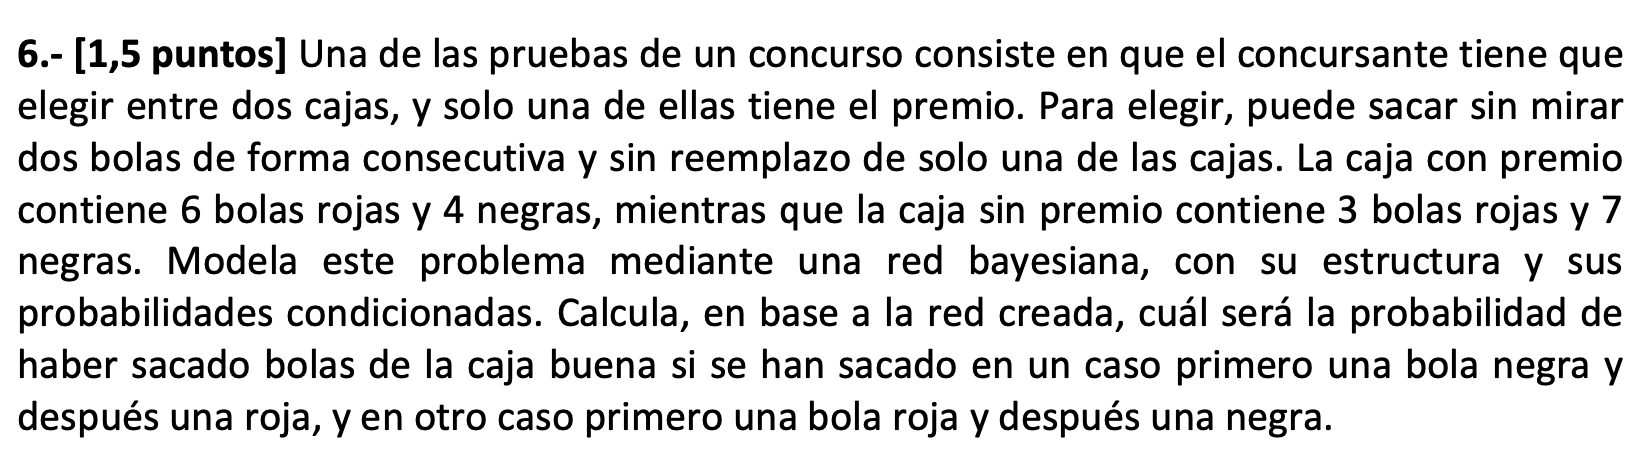 6.- [1,5 puntos] Una de las pruebas de un concurso consiste en que el concursante tiene que
elegir entre dos cajas, y solo una de ellas tiene el premio. Para elegir, puede sacar sin mirar
dos bolas de forma consecutiva y sin reemplazo de solo una de las cajas. La caja con premio
contiene 6 bolas rojas y 4 negras, mientras que la caja sin premio contiene 3 bolas rojas y 7
negras. Modela este problema mediante una red bayesiana, con su estructura y sus
probabilidades condicionadas. Calcula, en base a la red creada, cuál será la probabilidad de
haber sacado bolas de la caja buena si se han sacado en un caso primero una bola negra y
después una roja, y en otro caso primero una bola roja y después una negra.